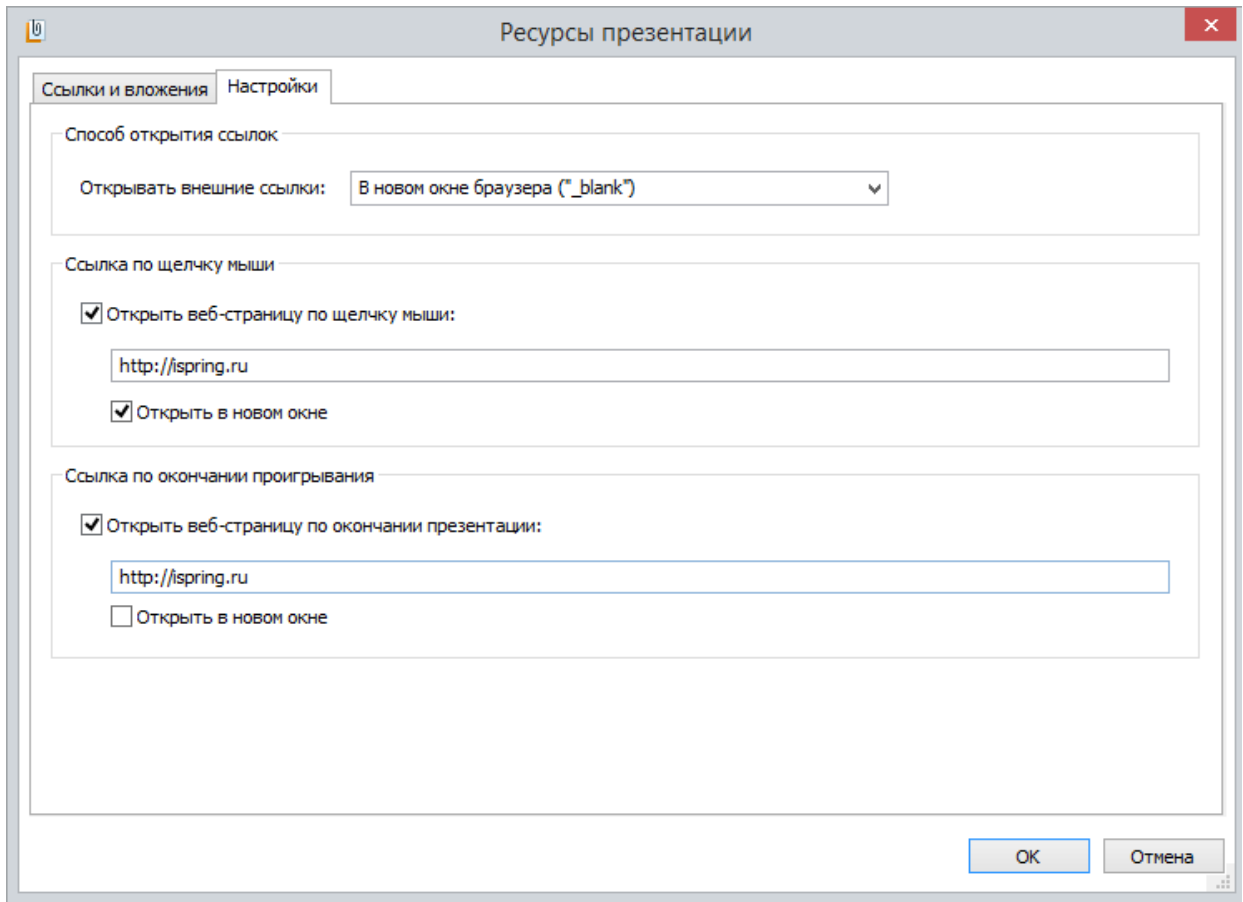 Ресурсы презентации
Ссылки и вложения
Настройки
Способ открытия ссылок
Открывать внешние ссылки:
В новом окне браузера ("_blank")
Ссылка по щелчку мыши
Открыть веб-страницу по щелчку мыши:
http://ispring.ru
Открыть в новом окне
Ссылка по окончании проигрывания
Открыть веб-страницу по окончании презентации:
http://ispring.ru
Открыть в новом окне
OK
Отмена